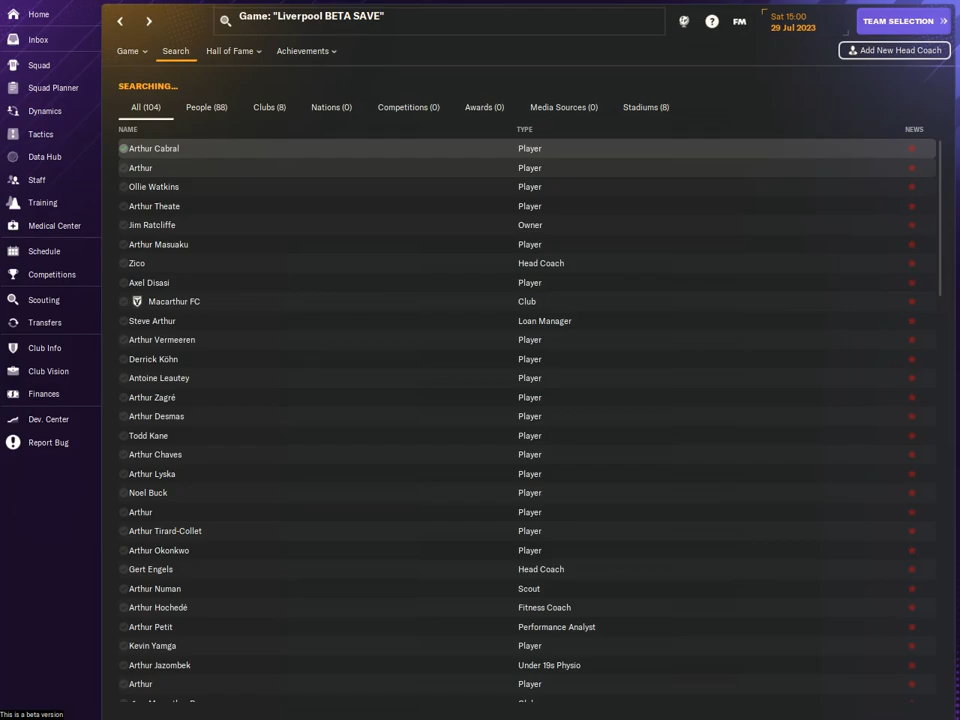 Home
Inbox
Squad
Squad Planner
Dynamics
Tactics
Data Hub
Staff
Training
Medical Center
Schedule
Competitions
Scouting
Transfers
Club Info
Club Vision
Finances
Dev. Center
Report Bug
This is a beta version
Game: "Liverpool BETA SAVE"
? FM
Sat 15:00
29 Jul 2023
TEAM SELECTION
Game Search Hall of Fame Achievements
Add New Head Coach
SEARCHING...
All (104) People (88) Clubs (8) Nations (0) Competitions (0) Awards (0) Media Sources (0) Stadiums (8)
NAME TYPE NEWS
Arthur Cabral Player
Arthur Player
Ollie Watkins Player
Arthur Theate Player
Jim Ratcliffe Owner
Arthur Masuaku Player
Zico Head Coach
Axel Disasi Player
Macarthur FC Club
Steve Arthur Loan Manager
Arthur Vermeeren Player
Derrick Köhn Player
Antoine Leautey Player
Arthur Zagré Player
Arthur Desmas Player
Todd Kane Player
Arthur Chaves Player
Arthur Lyska Player
Noel Buck Player
Arthur Player
Arthur Tirard-Collet Player
Arthur Okonkwo Player
Gert Engels Head Coach
Arthur Numan Scout
Arthur Hochedé Fitness Coach
Arthur Petit Performance Analyst
Kevin Yamga Player
Arthur Jazombek Under 19s Physio
Arthur Player